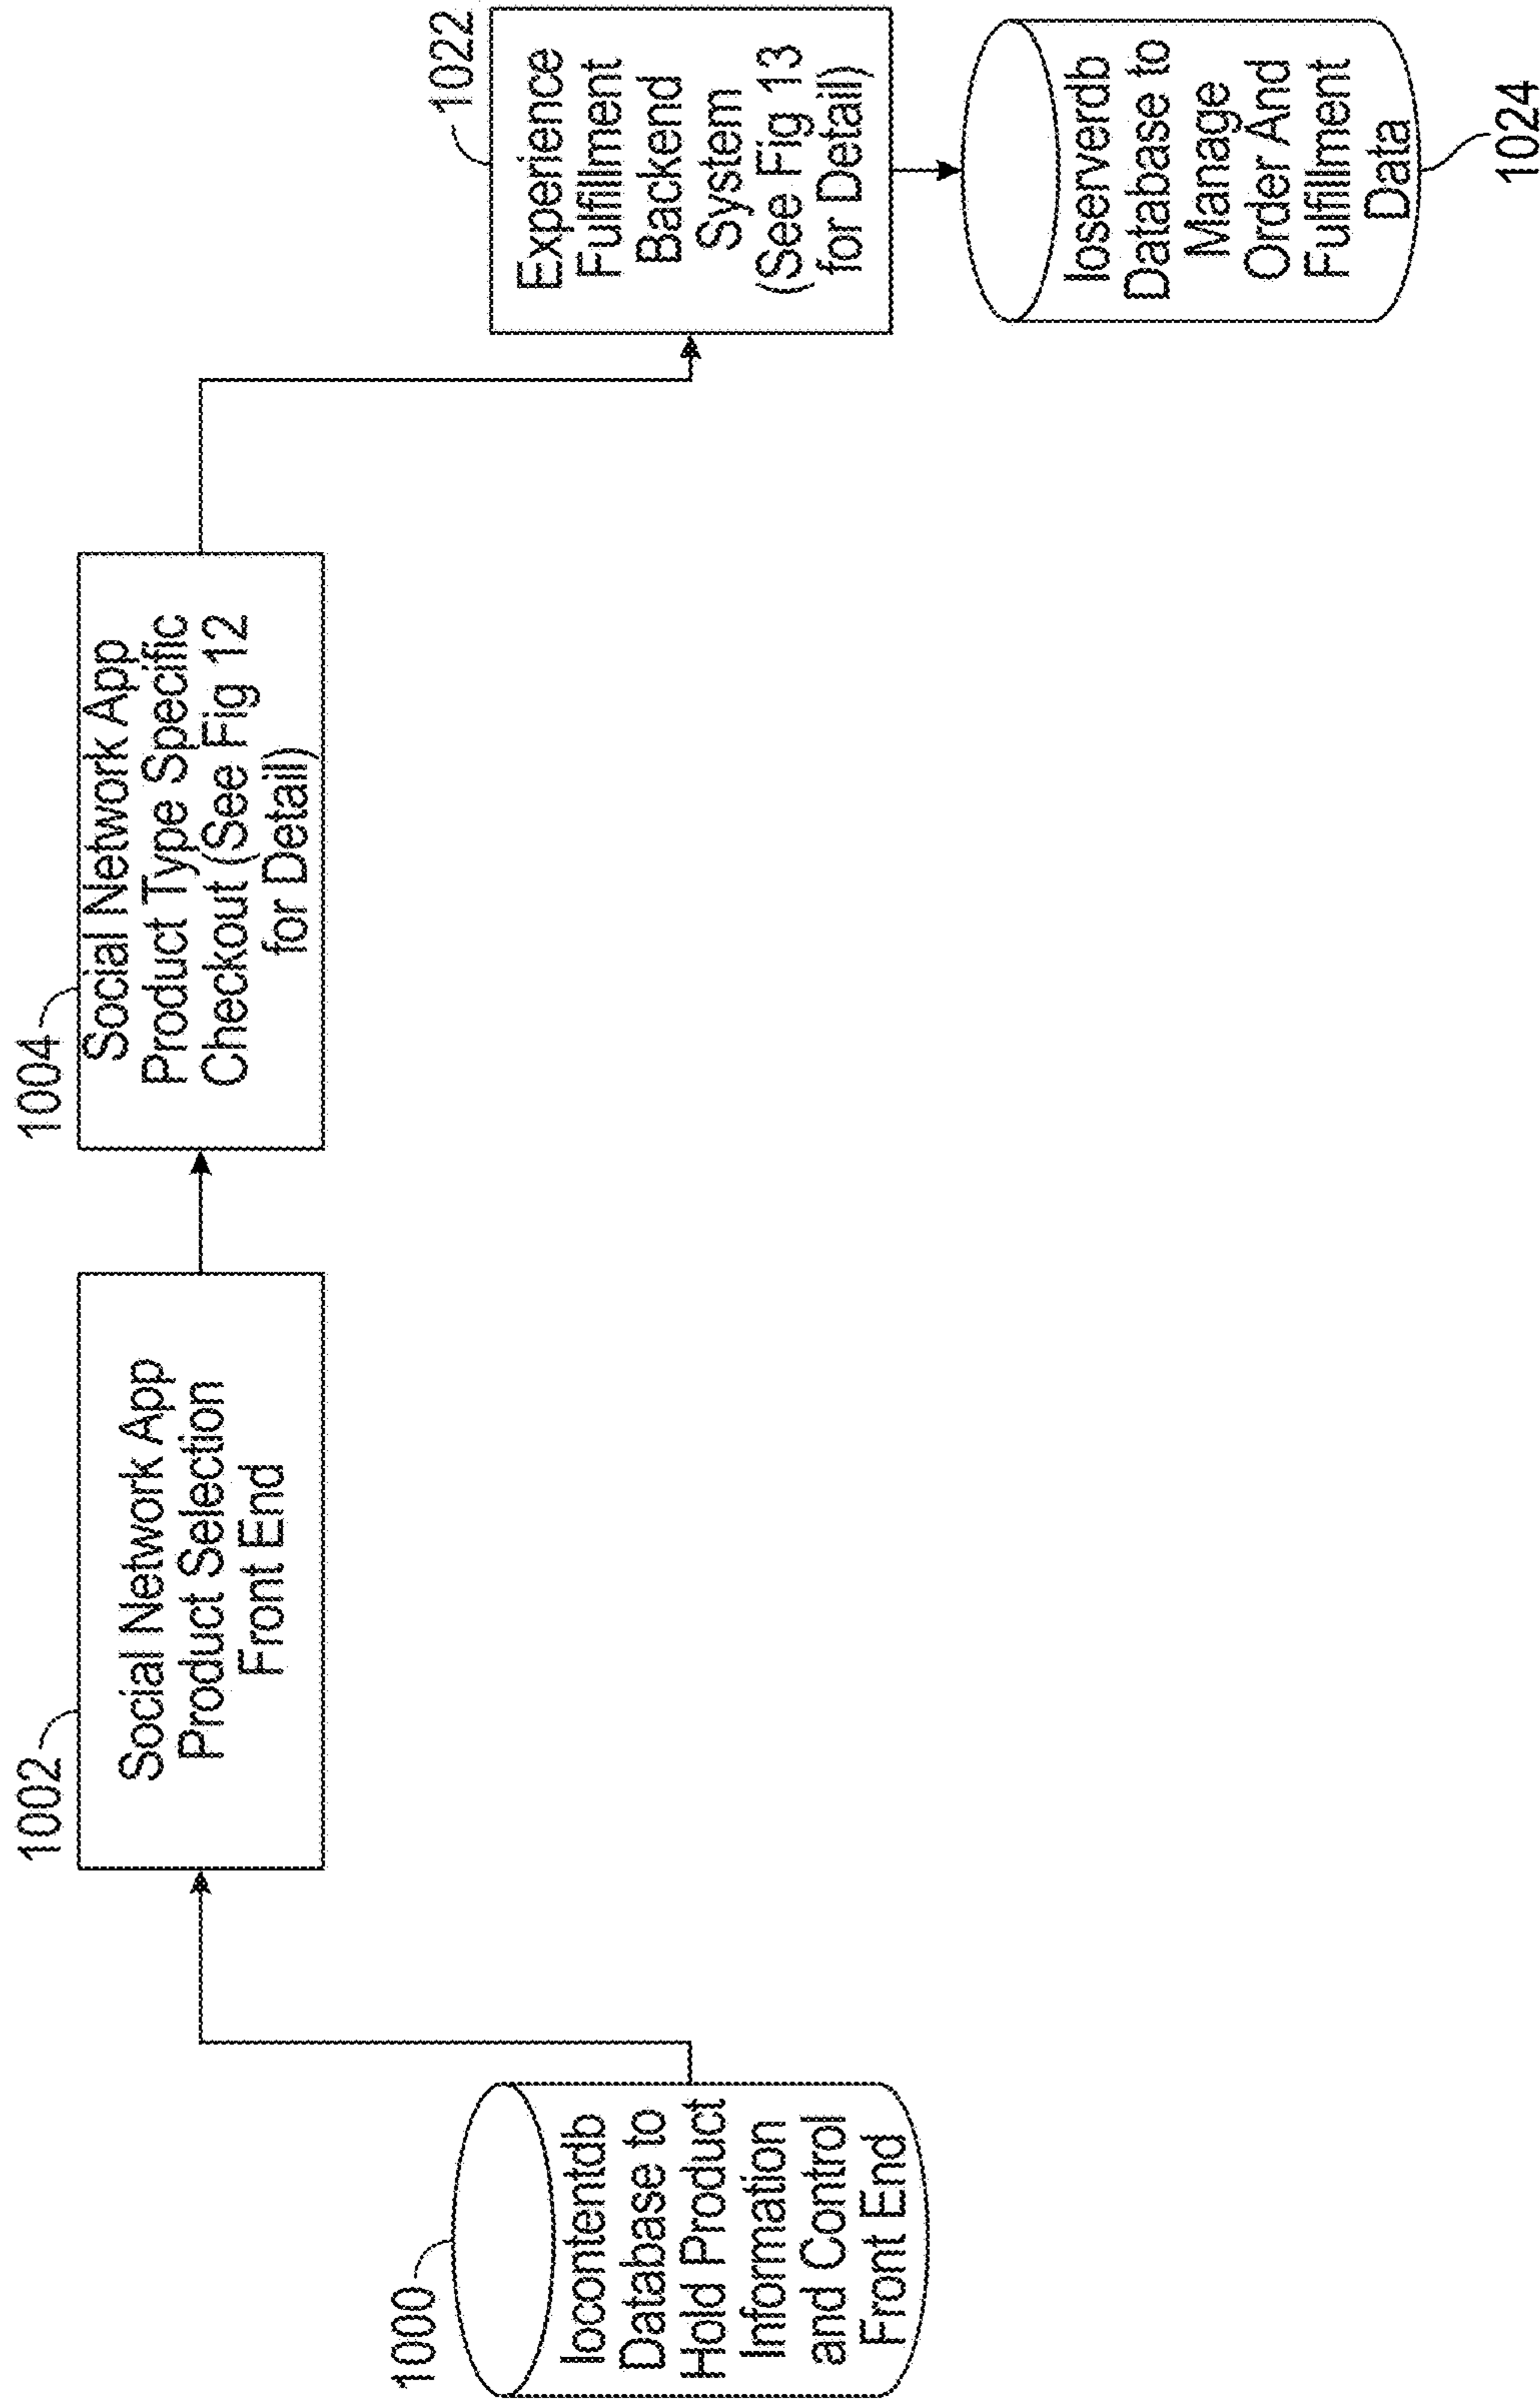 1000
Iocontentdb
Database to
Hold Product
Information
and Control
Front End
1002
Social Network App
Product Selection
Front End
1004
Social Network App
Product Type Specific
Checkout (See Fig 12
for Detail)
1022
Experience
Fulfillment
Backend
System
(See Fig 13
for Detail)
Ioserverdb
Database to
Manage
Order And
Fulfillment
Data
1024